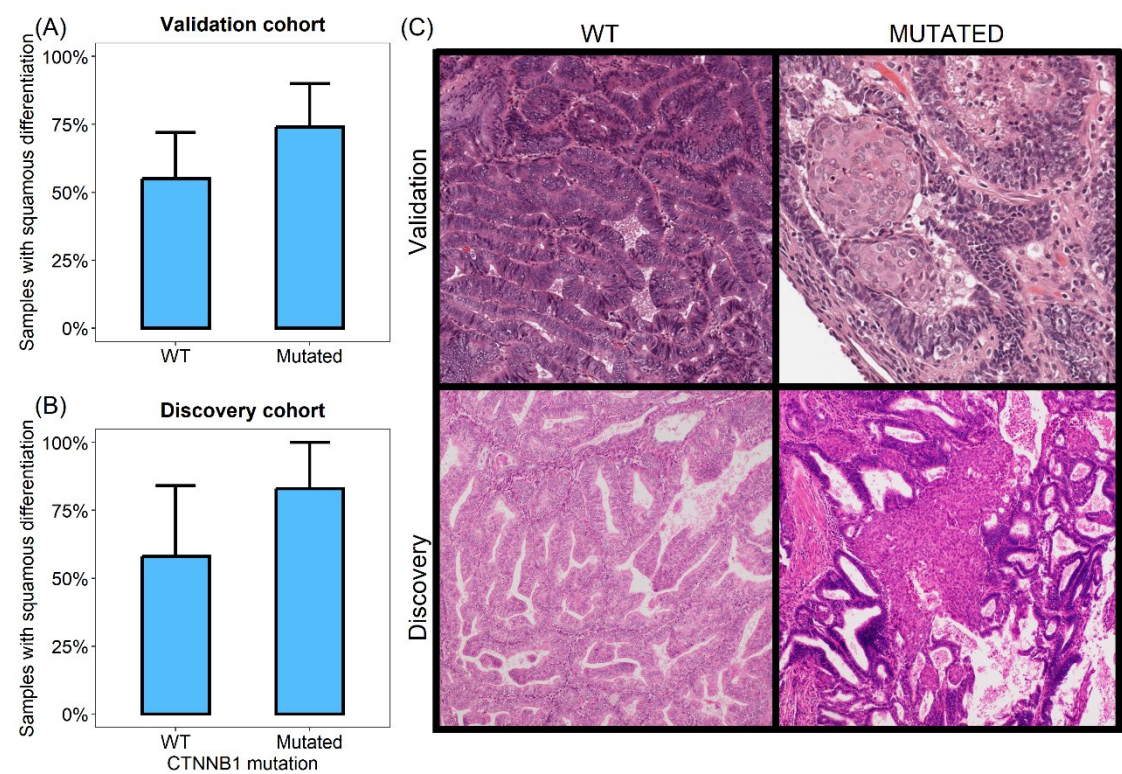 (A)
Validation cohort
Samples with squamous differentiation
100%
75%
50%
25%
0%
WT Mutated
(B)
Discovery cohort
Samples with squamous differentiation
100%
75%
50%
25%
0%
WT Mutated
CTNNB1 mutation
(C)
WT MUTATED
Validation
Discovery